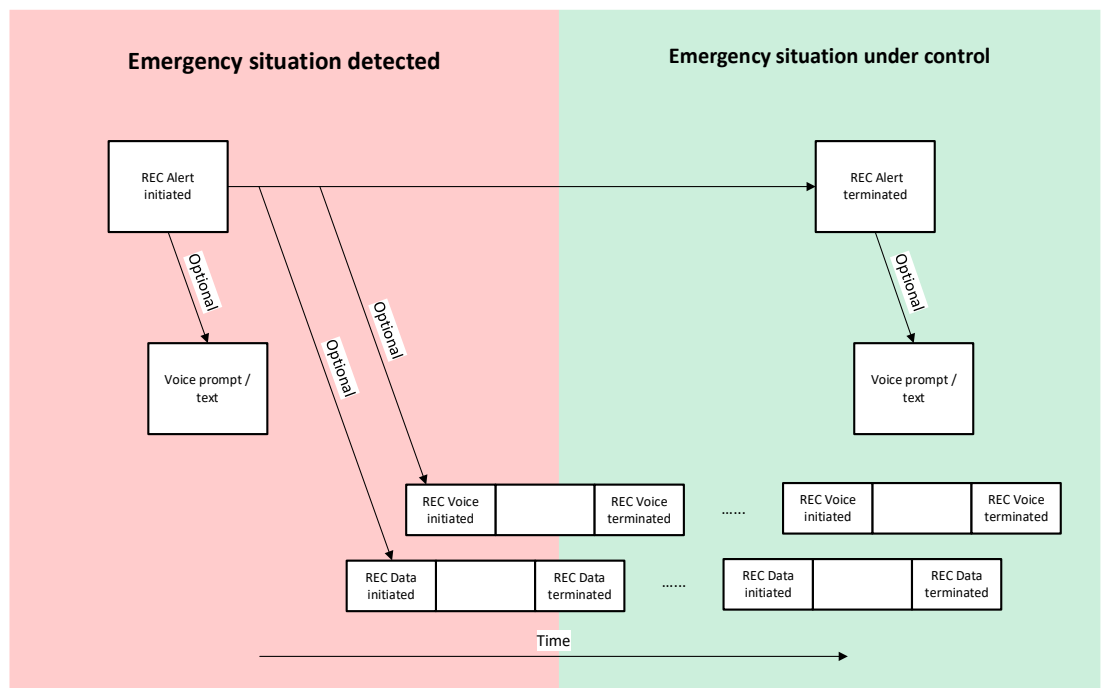 Emergency situation detected
Emergency situation under control
REC Alert
initiated
REC Alert
terminated
Optional
Optional
Optional
Optional
Voice prompt /
text
Voice prompt /
text
REC Voice
initiated
REC Voice
terminated
......
REC Voice
initiated
REC Voice
terminated
REC Data
initiated
REC Data
terminated
......
REC Data
initiated
REC Data
terminated
Time